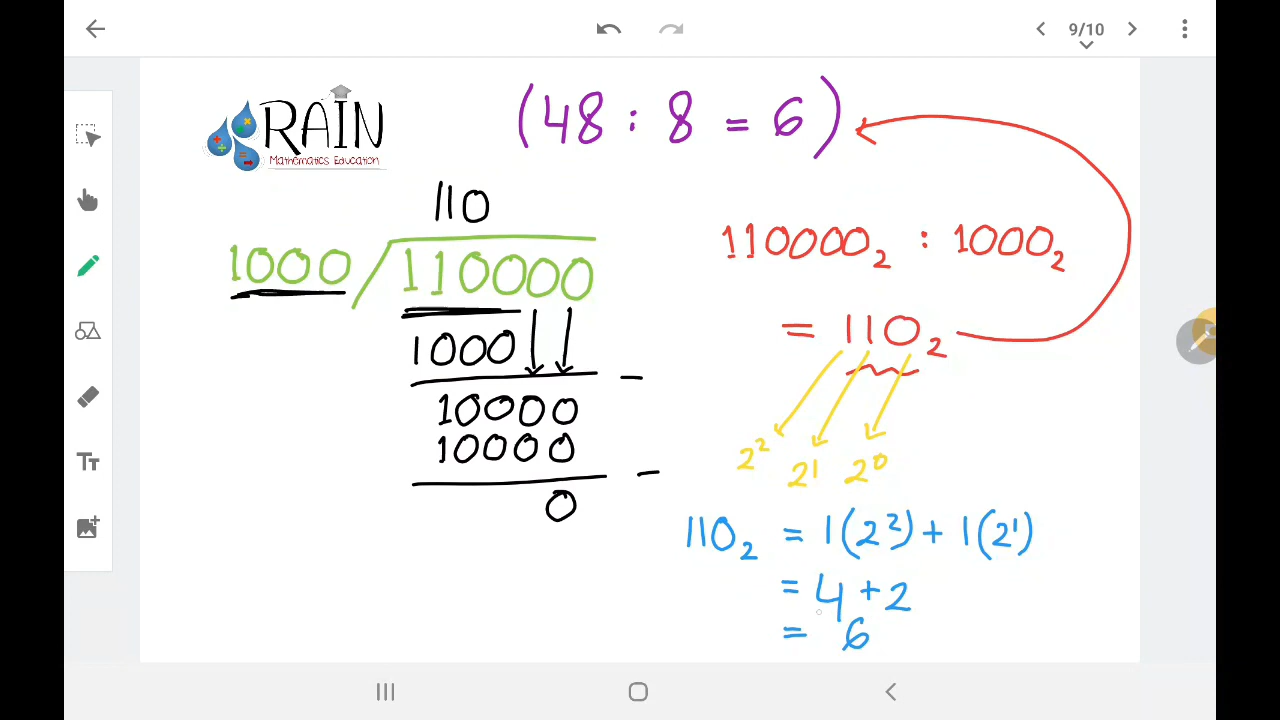 9/10
RAIN
Mathematics Education
(48 : 8 = 6)
110
1000 / 110000
1000
10000
10000
0
110000₂ : 1000₂
= 110₂
2² 2¹ 2⁰
110₂ = 1(2²) + 1(2¹)
= 4 + 2
= 6
Tт